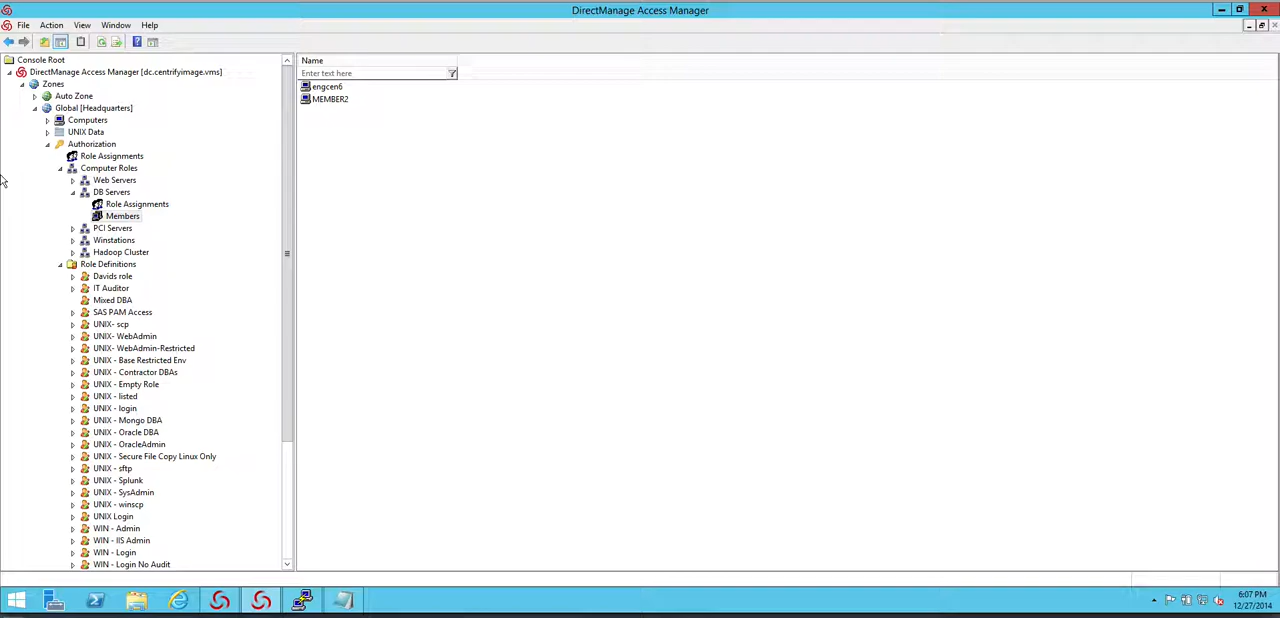 DirectManage Access Manager
File Action View Window Help
Console Root
DirectManage Access Manager [dc.centrifyimage.vms]
Zones
Auto Zone
Global [Headquarters]
Computers
UNIX Data
Authorization
Role Assignments
Computer Roles
Web Servers
DB Servers
Role Assignments
Members
PCI Servers
Winstations
Hadoop Cluster
Role Definitions
Davids role
IT Auditor
Mixed DBA
SAS PAM Access
UNIX- scp
UNIX- WebAdmin
UNIX- WebAdmin-Restricted
UNIX - Base Restricted Env
UNIX - Contractor DBAs
UNIX - Empty Role
UNIX - listed
UNIX - login
UNIX - Mongo DBA
UNIX - Oracle DBA
UNIX - OracleAdmin
UNIX - Secure File Copy Linux Only
UNIX - sftp
UNIX - Splunk
UNIX - SysAdmin
UNIX - winscp
UNIX Login
WIN - Admin
WIN - IIS Admin
WIN - Login
WIN - Login No Audit
Name
Enter text here
engcen6
MEMBER2
6:07 PM
12/27/2014